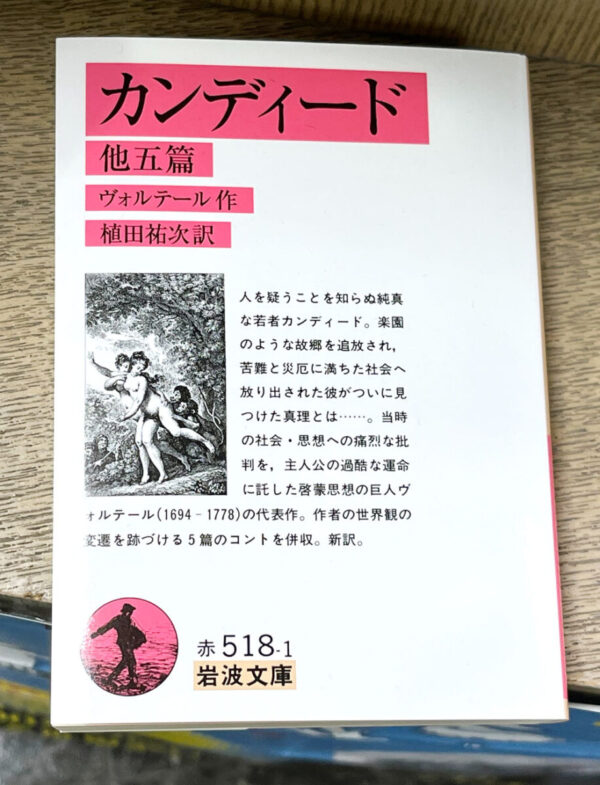 カンディード
他五篇
ヴォルテール作
植田祐次訳
人を疑うことを知らぬ純真
な若者カンディード。楽園
のような故郷を追放され，
苦難と災厄に満ちた社会へ
放り出された彼がついに見
つけた真理とは……。当時
の社会・思想への痛烈な批
判を，主人公の過酷な運命
に託した啓蒙思想の巨人ヴ
ォルテール(1694－1778)の代表作。作者の世界観の
変遷を跡づける5篇のコントを併収。新訳。
赤518-1
岩波文庫